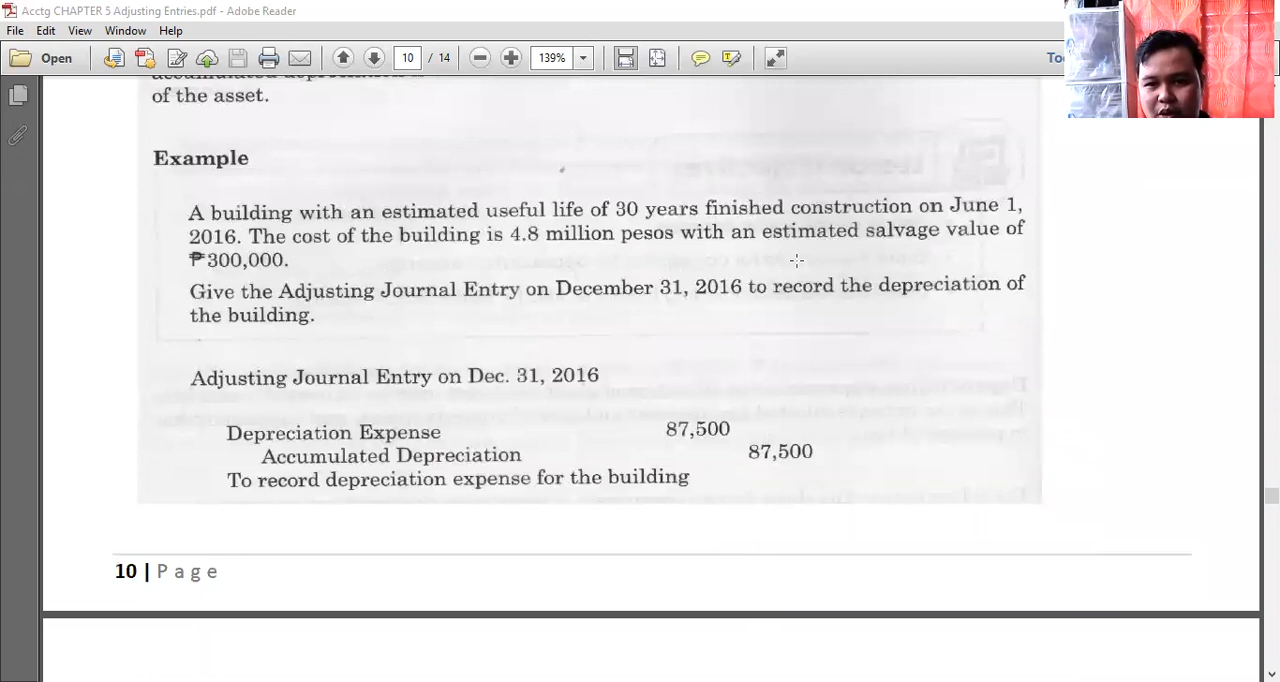 Acctg CHAPTER 5 Adjusting Entries.pdf - Adobe Reader
File Edit View Window Help
Open 10 / 14 139%
of the asset.
Example
A building with an estimated useful life of 30 years finished construction on June 1,
2016. The cost of the building is 4.8 million pesos with an estimated salvage value of
₱300,000.
Give the Adjusting Journal Entry on December 31, 2016 to record the depreciation of
the building.
Adjusting Journal Entry on Dec. 31, 2016
Depreciation Expense 87,500
Accumulated Depreciation 87,500
To record depreciation expense for the building
10 | Page